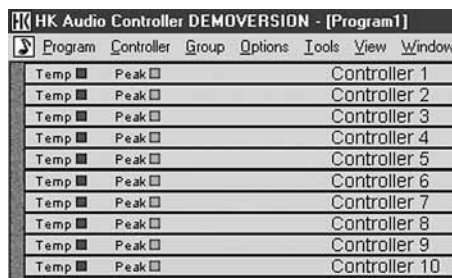 HK HK Audio Controller DEMOVERSION - [Program1]
Program Controller Group Options Tools View Window
Temp Peak Controller 1
Temp Peak Controller 2
Temp Peak Controller 3
Temp Peak Controller 4
Temp Peak Controller 5
Temp Peak Controller 6
Temp Peak Controller 7
Temp Peak Controller 8
Temp Peak Controller 9
Temp Peak Controller 10